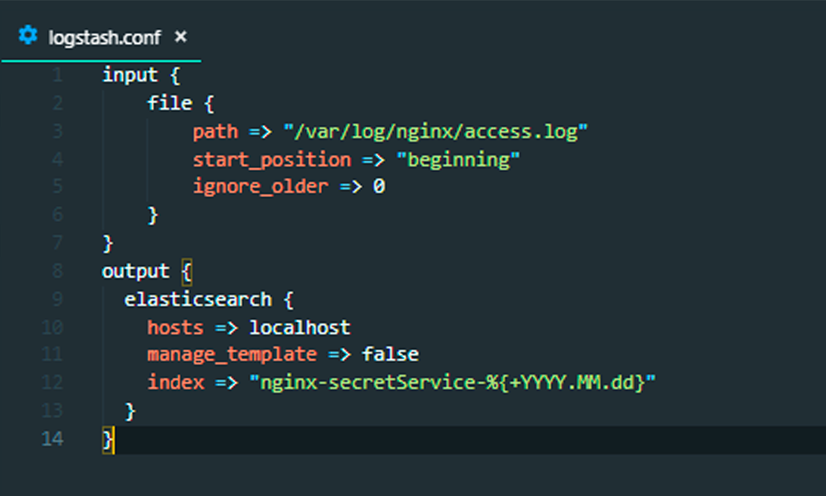 logstash.conf ×
1 input {
2     file {
3         path => "/var/log/nginx/access.log"
4         start_position => "beginning"
5         ignore_older => 0
6     }
7 }
8 output {
9   elasticsearch {
10     hosts => localhost
11     manage_template => false
12     index => "nginx-secretService-%{+YYYY.MM.dd}"
13   }
14 }